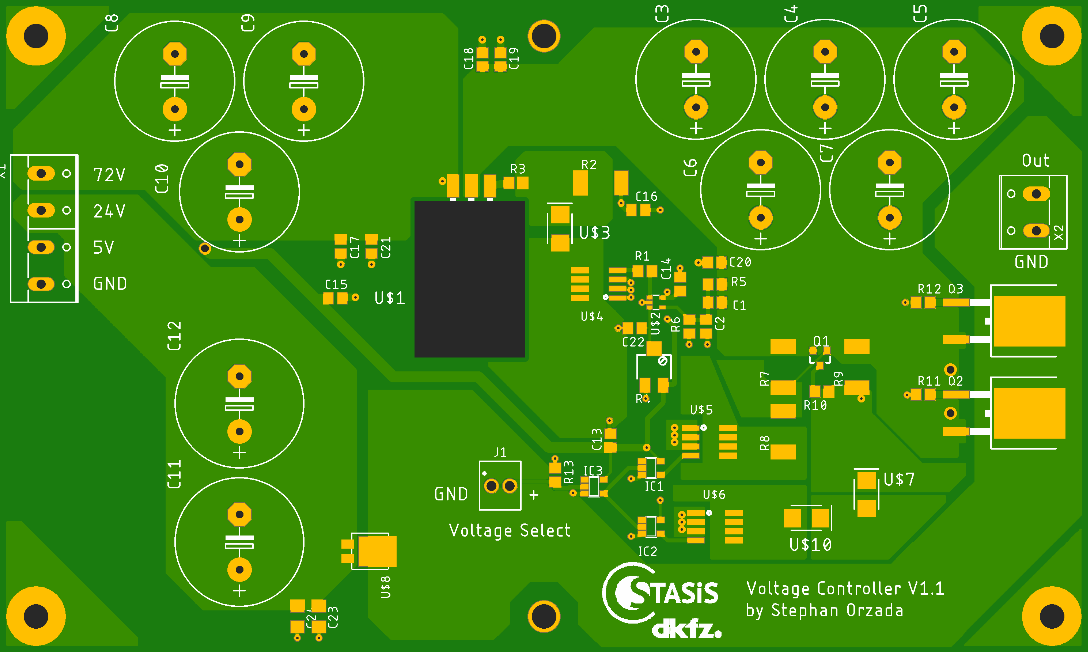 C8
C9
C18
C19
C3
C4
C5
C10
C6
C7
X1
72V
24V
5V
GND
R3
R2
C16
Out
X2
GND
U$3
C17
C21
C15
U$1
R1
C14
C20
R5
C1
U$4
U$2
R6
C2
C22
R12
Q3
Q1
R7
R9
R10
R11
Q2
C12
C11
U$5
R8
C13
J1
GND
+
R13
IC3
IC1
Voltage Select
U$6
IC2
U$7
U$10
U$8
C23
STASiS
dkfz.
Voltage Controller V1.1
by Stephan Orzada